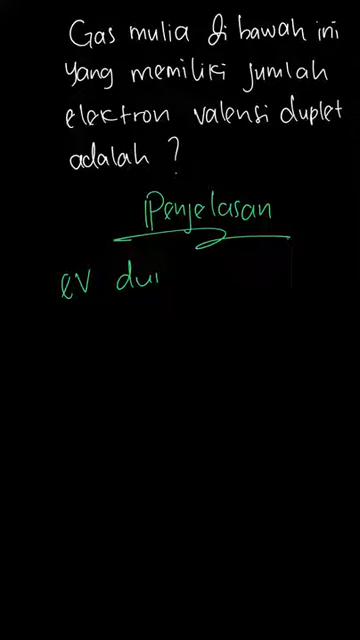 Gas mulia di bawah ini
yang memiliki jumlah
elektron valensi duplet
adalah ?
Penjelasan
ev du